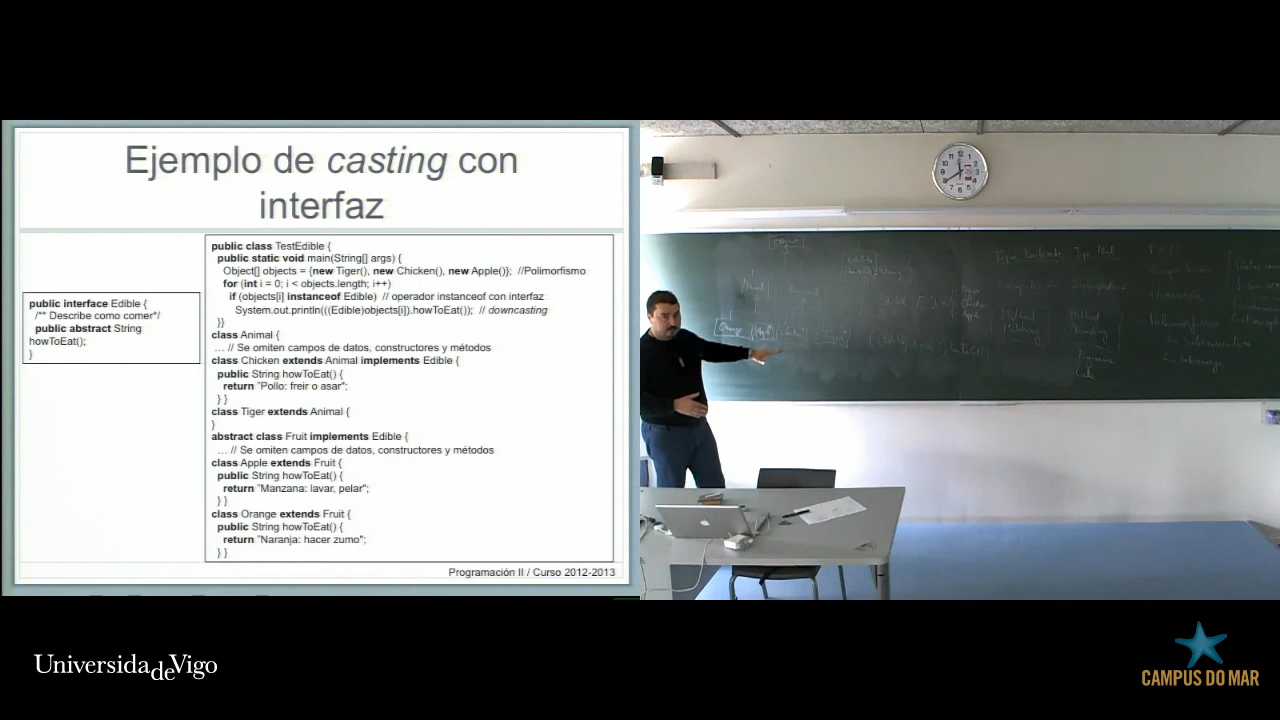 Ejemplo de casting con
interfaz
public interface Edible {
/** Describe como comer*/
public abstract String
howToEat();
}
public class TestEdible {
public static void main(String[] args) {
Object[] objects = {new Tiger(), new Chicken(), new Apple()}; //Polimorfismo
for (int i = 0; i < objects.length; i++)
if (objects[i] instanceof Edible) // operador instanceof con interfaz
System.out.println(((Edible)objects[i]).howToEat()); // downcasting
}}
class Animal {
… // Se omiten campos de datos, constructores y métodos
class Chicken extends Animal implements Edible {
public String howToEat() {
return "Pollo: freir o asar";
} }
class Tiger extends Animal {
}
abstract class Fruit implements Edible {
… // Se omiten campos de datos, constructores y métodos
class Apple extends Fruit {
public String howToEat() {
return "Manzana: lavar, pelar";
} }
class Orange extends Fruit {
public String howToEat() {
return "Naranja: hacer zumo";
} }
Programación II / Curso 2012-2013
Object
Method Method
Matching Binding
UniversidadeVigo
CAMPUS DO MAR